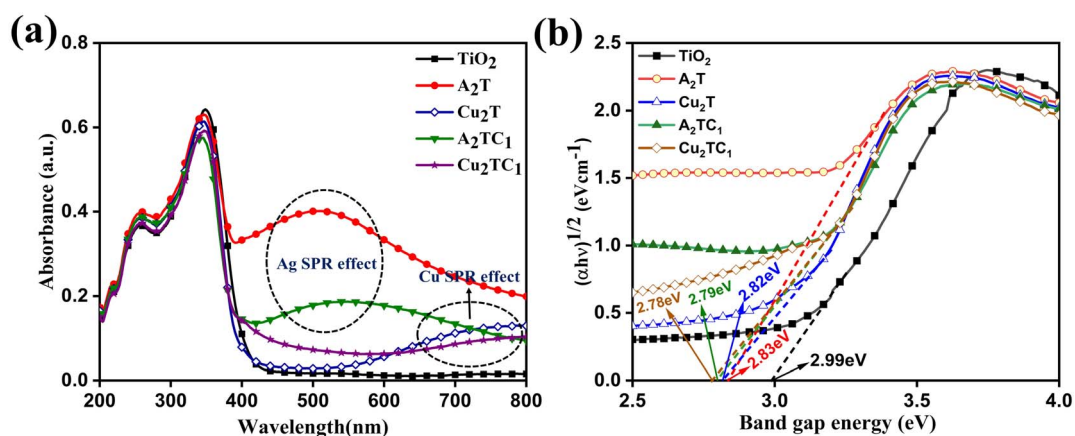 (a)
0.8
0.6
0.4
0.2
0.0
Absorbance (a.u.)
200 300 400 500 600 700 800
Wavelength(nm)
TiO₂
A₂T
Cu₂T
A₂TC₁
Cu₂TC₁
Ag SPR effect
Cu SPR effect
(b)
2.5
2.0
1.5
1.0
0.5
0.0
(αhν)^1/2 (eVcm⁻¹)
2.5 3.0 3.5 4.0
Band gap energy (eV)
TiO₂
A₂T
Cu₂T
A₂TC₁
Cu₂TC₁
2.78eV
2.79eV
2.82eV
2.83eV
2.99eV